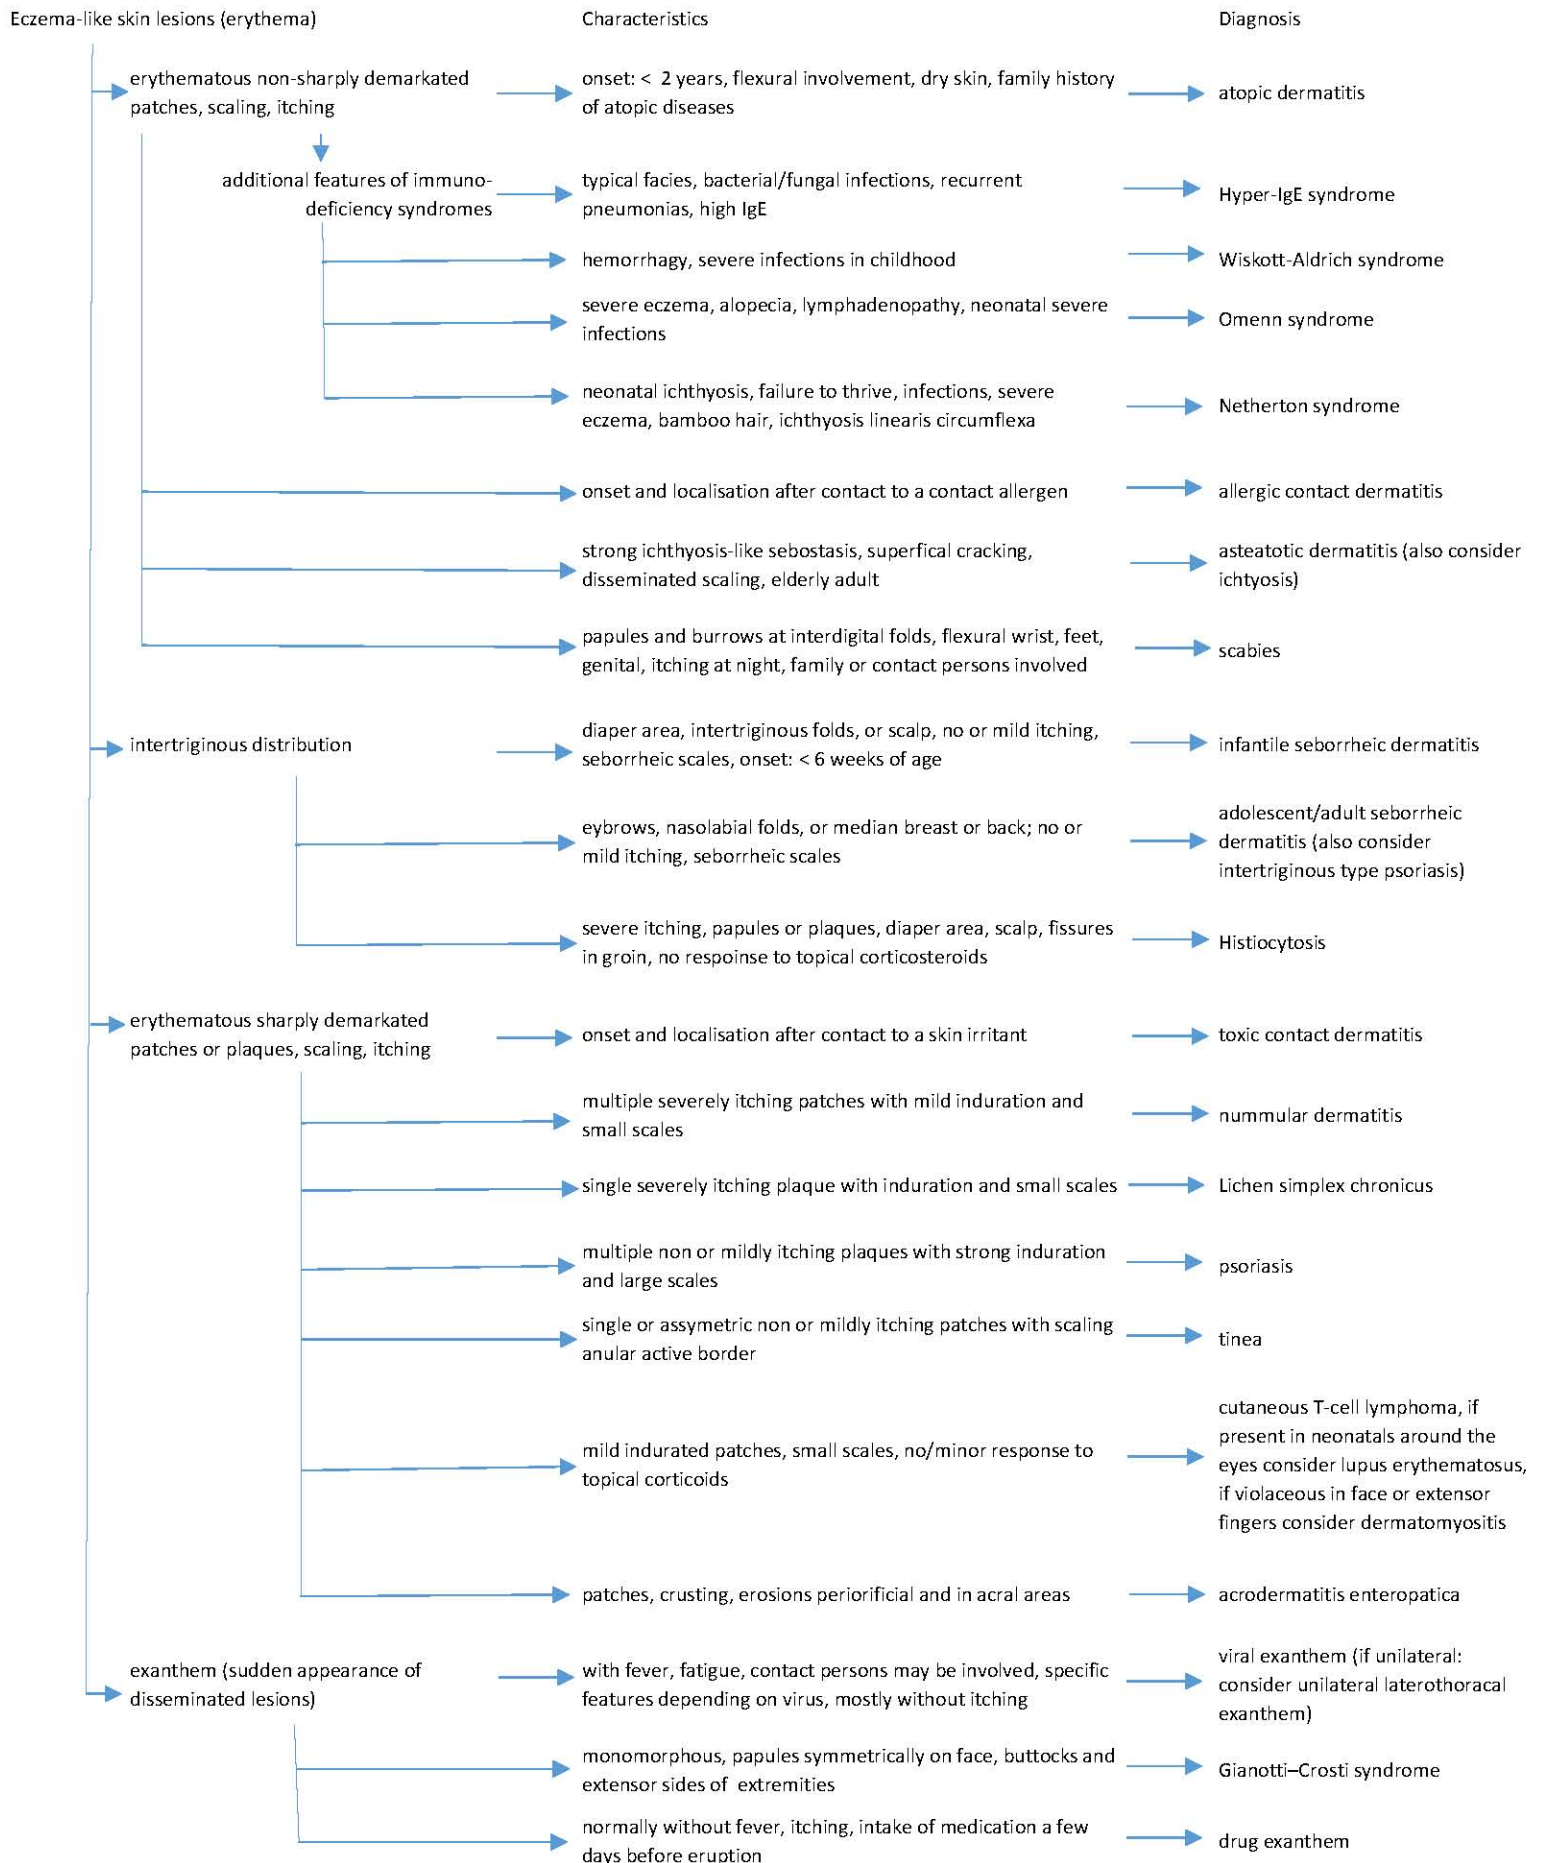 Eczema-like skin lesions (erythema)
Characteristics
Diagnosis
erythematous non-sharply demarkated
patches, scaling, itching
onset: < 2 years, flexural involvement, dry skin, family history
of atopic diseases
atopic dermatitis
additional features of immuno-
deficiency syndromes
typical facies, bacterial/fungal infections, recurrent
pneumonias, high IgE
Hyper-IgE syndrome
hemorrhagy, severe infections in childhood
Wiskott-Aldrich syndrome
severe eczema, alopecia, lymphadenopathy, neonatal severe
infections
Omenn syndrome
neonatal ichthyosis, failure to thrive, infections, severe
eczema, bamboo hair, ichthyosis linearis circumflexa
Netherton syndrome
onset and localisation after contact to a contact allergen
allergic contact dermatitis
strong ichthyosis-like sebostasis, superfical cracking,
disseminated scaling, elderly adult
asteatotic dermatitis (also consider
ichtyosis)
papules and burrows at interdigital folds, flexural wrist, feet,
genital, itching at night, family or contact persons involved
scabies
intertriginous distribution
diaper area, intertriginous folds, or scalp, no or mild itching,
seborrheic scales, onset: < 6 weeks of age
infantile seborrheic dermatitis
eybrows, nasolabial folds, or median breast or back; no or
mild itching, seborrheic scales
adolescent/adult seborrheic
dermatitis (also consider
intertriginous type psoriasis)
severe itching, papules or plaques, diaper area, scalp, fissures
in groin, no respoinse to topical corticosteroids
Histiocytosis
erythematous sharply demarkated
patches or plaques, scaling, itching
onset and localisation after contact to a skin irritant
toxic contact dermatitis
multiple severely itching patches with mild induration and
small scales
nummular dermatitis
single severely itching plaque with induration and small scales
Lichen simplex chronicus
multiple non or mildly itching plaques with strong induration
and large scales
psoriasis
single or assymetric non or mildly itching patches with scaling
anular active border
tinea
mild indurated patches, small scales, no/minor response to
topical corticoids
cutaneous T-cell lymphoma, if
present in neonatals around the
eyes consider lupus erythematosus,
if violaceous in face or extensor
fingers consider dermatomyositis
patches, crusting, erosions periorificial and in acral areas
acrodermatitis enteropatica
exanthem (sudden appearance of
disseminated lesions)
with fever, fatigue, contact persons may be involved, specific
features depending on virus, mostly without itching
viral exanthem (if unilateral:
consider unilateral laterothoracal
exanthem)
monomorphous, papules symmetrically on face, buttocks and
extensor sides of extremities
Gianotti–Crosti syndrome
normally without fever, itching, intake of medication a few
days before eruption
drug exanthem